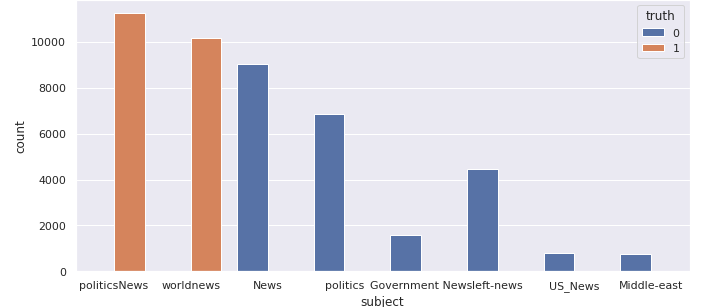 truth
0
1
10000
8000
6000
4000
2000
0
count
politicsNews worldnews News politics Government Newsleft-news US_News Middle-east
subject